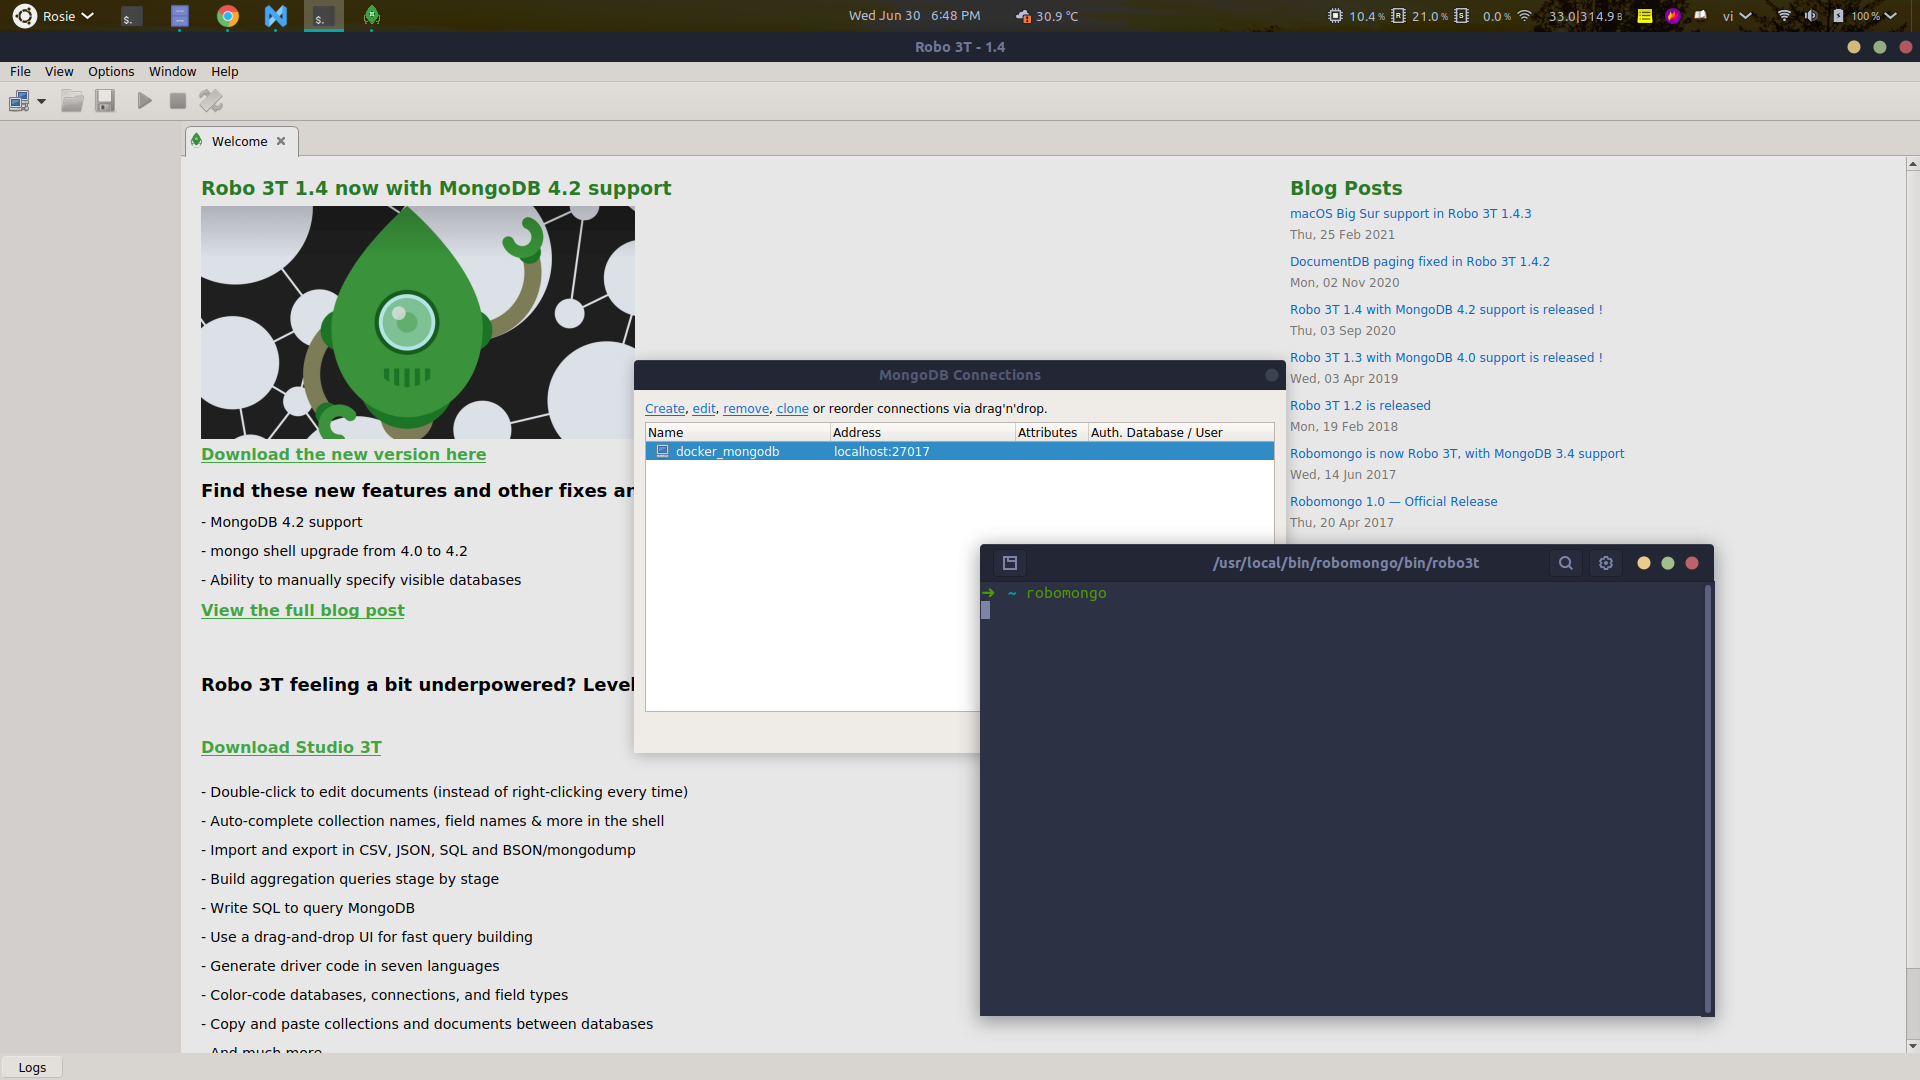 Rosie
$.
$.
Wed Jun 30 6:48 PM
30.9 °C
10.4 %
R
21.0 %
S
0.0 %
33.0|314.9 B
vi
100 %
Robo 3T - 1.4
File View Options Window Help
Welcome
Robo 3T 1.4 now with MongoDB 4.2 support
Download the new version here
Find these new features and other fixes an
- MongoDB 4.2 support
- mongo shell upgrade from 4.0 to 4.2
- Ability to manually specify visible databases
View the full blog post
Robo 3T feeling a bit underpowered? Level
Download Studio 3T
- Double-click to edit documents (instead of right-clicking every time)
- Auto-complete collection names, field names & more in the shell
- Import and export in CSV, JSON, SQL and BSON/mongodump
- Build aggregation queries stage by stage
- Write SQL to query MongoDB
- Use a drag-and-drop UI for fast query building
- Generate driver code in seven languages
- Color-code databases, connections, and field types
- Copy and paste collections and documents between databases
And much more
Blog Posts
macOS Big Sur support in Robo 3T 1.4.3
Thu, 25 Feb 2021
DocumentDB paging fixed in Robo 3T 1.4.2
Mon, 02 Nov 2020
Robo 3T 1.4 with MongoDB 4.2 support is released !
Thu, 03 Sep 2020
Robo 3T 1.3 with MongoDB 4.0 support is released !
Wed, 03 Apr 2019
Robo 3T 1.2 is released
Mon, 19 Feb 2018
Robomongo is now Robo 3T, with MongoDB 3.4 support
Wed, 14 Jun 2017
Robomongo 1.0 — Official Release
Thu, 20 Apr 2017
MongoDB Connections
Create, edit, remove, clone or reorder connections via drag'n'drop.
Name Address Attributes Auth. Database / User
docker_mongodb localhost:27017
/usr/local/bin/robomongo/bin/robo3t
➜ ~ robomongo
Logs